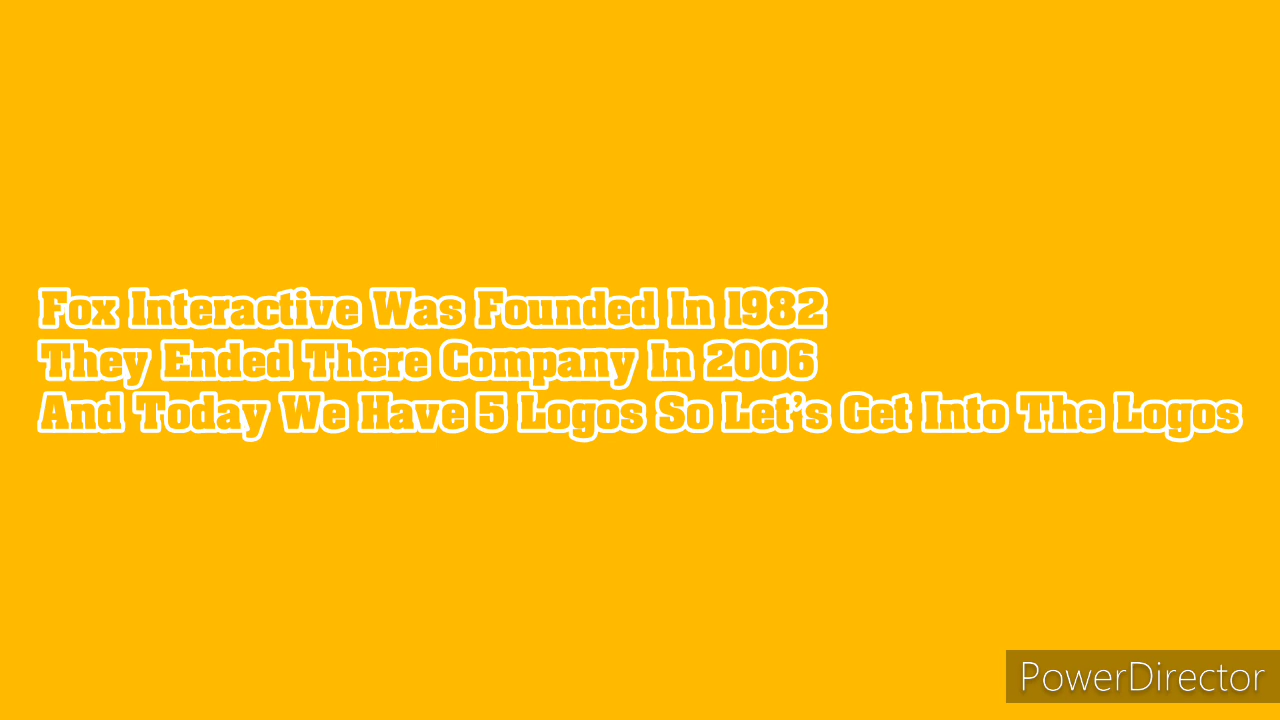 Fox Interactive Was Founded In 1982
They Ended There Company In 2006
And Today We Have 5 Logos So Let’s Get Into The Logos
PowerDirector